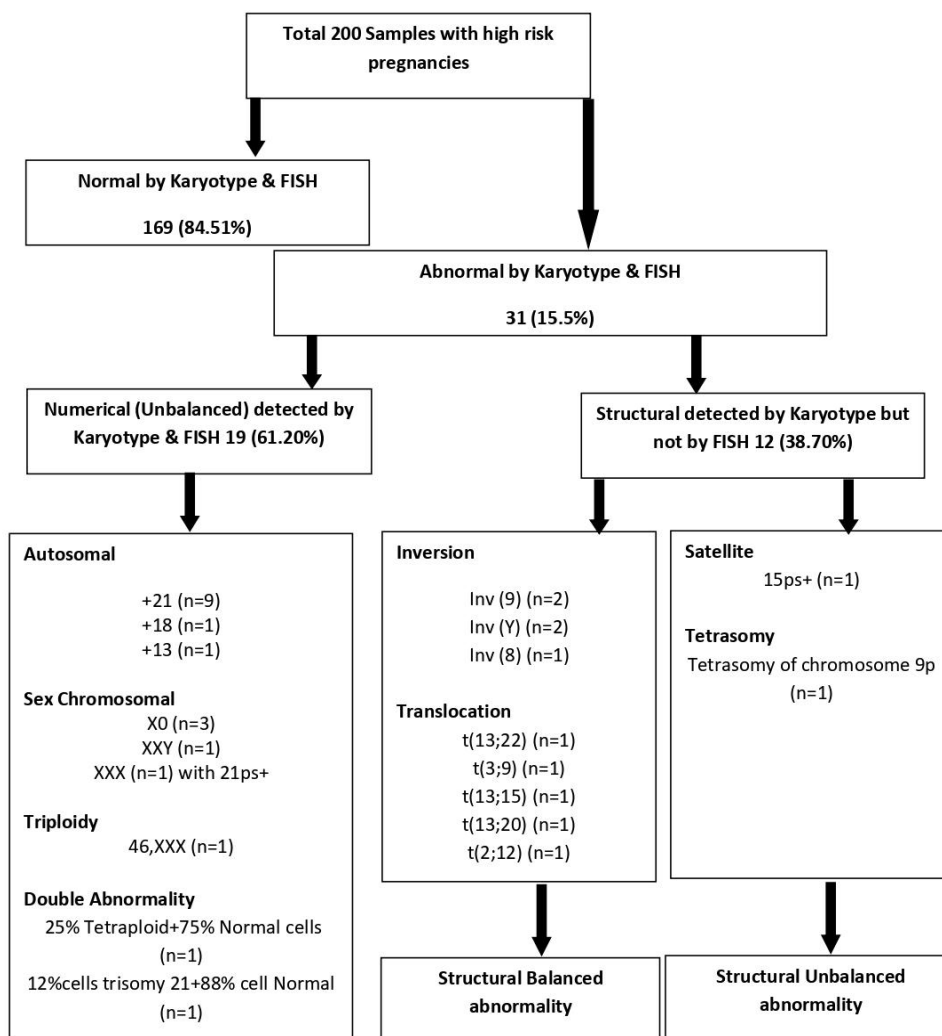 Total 200 Samples with high risk
pregnancies
Normal by Karyotype & FISH
169 (84.51%)
Abnormal by Karyotype & FISH
31 (15.5%)
Numerical (Unbalanced) detected by
Karyotype & FISH 19 (61.20%)
Structural detected by Karyotype but
not by FISH 12 (38.70%)
Autosomal
+21 (n=9)
+18 (n=1)
+13 (n=1)
Sex Chromosomal
X0 (n=3)
XXY (n=1)
XXX (n=1) with 21ps+
Triploidy
46,XXX (n=1)
Double Abnormality
25% Tetraploid+75% Normal cells
(n=1)
12%cells trisomy 21+88% cell Normal
(n=1)
Inversion
Inv (9) (n=2)
Inv (Y) (n=2)
Inv (8) (n=1)
Translocation
t(13;22) (n=1)
t(3;9) (n=1)
t(13;15) (n=1)
t(13;20) (n=1)
t(2;12) (n=1)
Satellite
15ps+ (n=1)
Tetrasomy
Tetrasomy of chromosome 9p
(n=1)
Structural Balanced
abnormality
Structural Unbalanced
abnormality